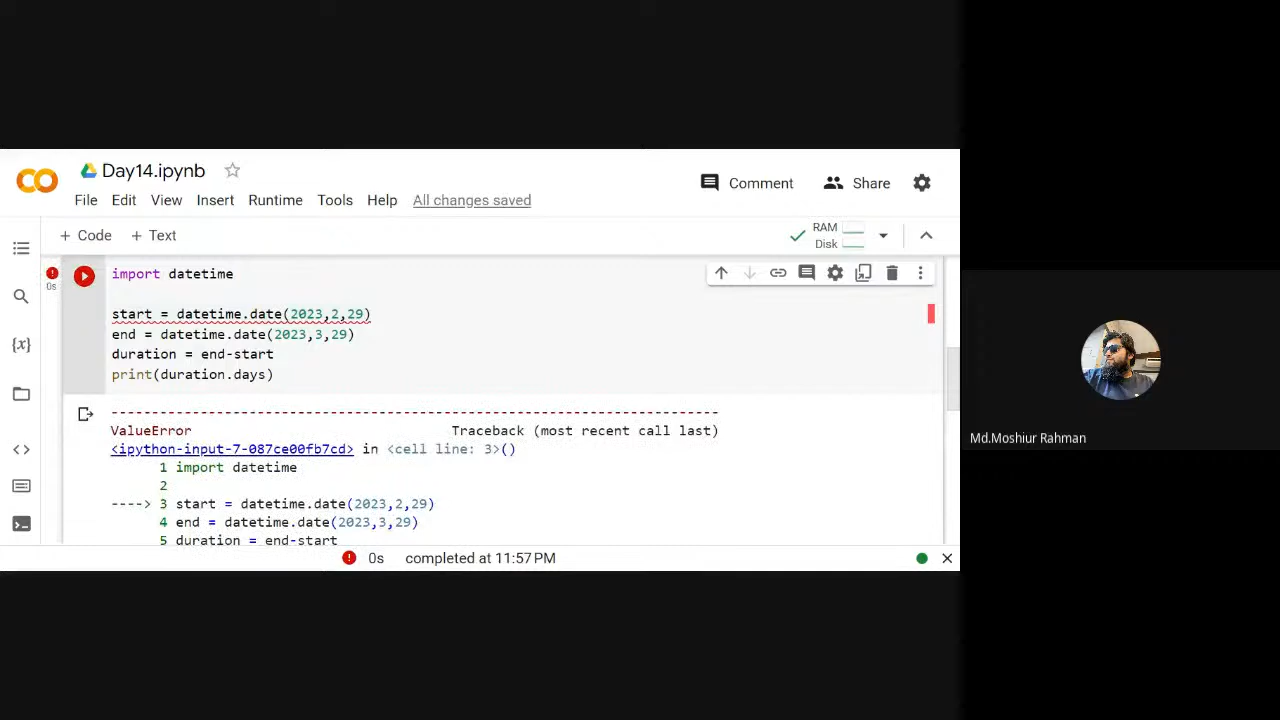 Day14.ipynb
Comment
Share
File Edit View Insert Runtime Tools Help All changes saved
+ Code + Text
RAM
Disk
0s
import datetime
start = datetime.date(2023,2,29)
end = datetime.date(2023,3,29)
duration = end-start
print(duration.days)
---------------------------------------------------------------------------
ValueError Traceback (most recent call last)
<ipython-input-7-087ce00fb7cd> in <cell line: 3>()
1 import datetime
2
----> 3 start = datetime.date(2023,2,29)
4 end = datetime.date(2023,3,29)
5 duration = end-start
0s completed at 11:57 PM
Md.Moshiur Rahman